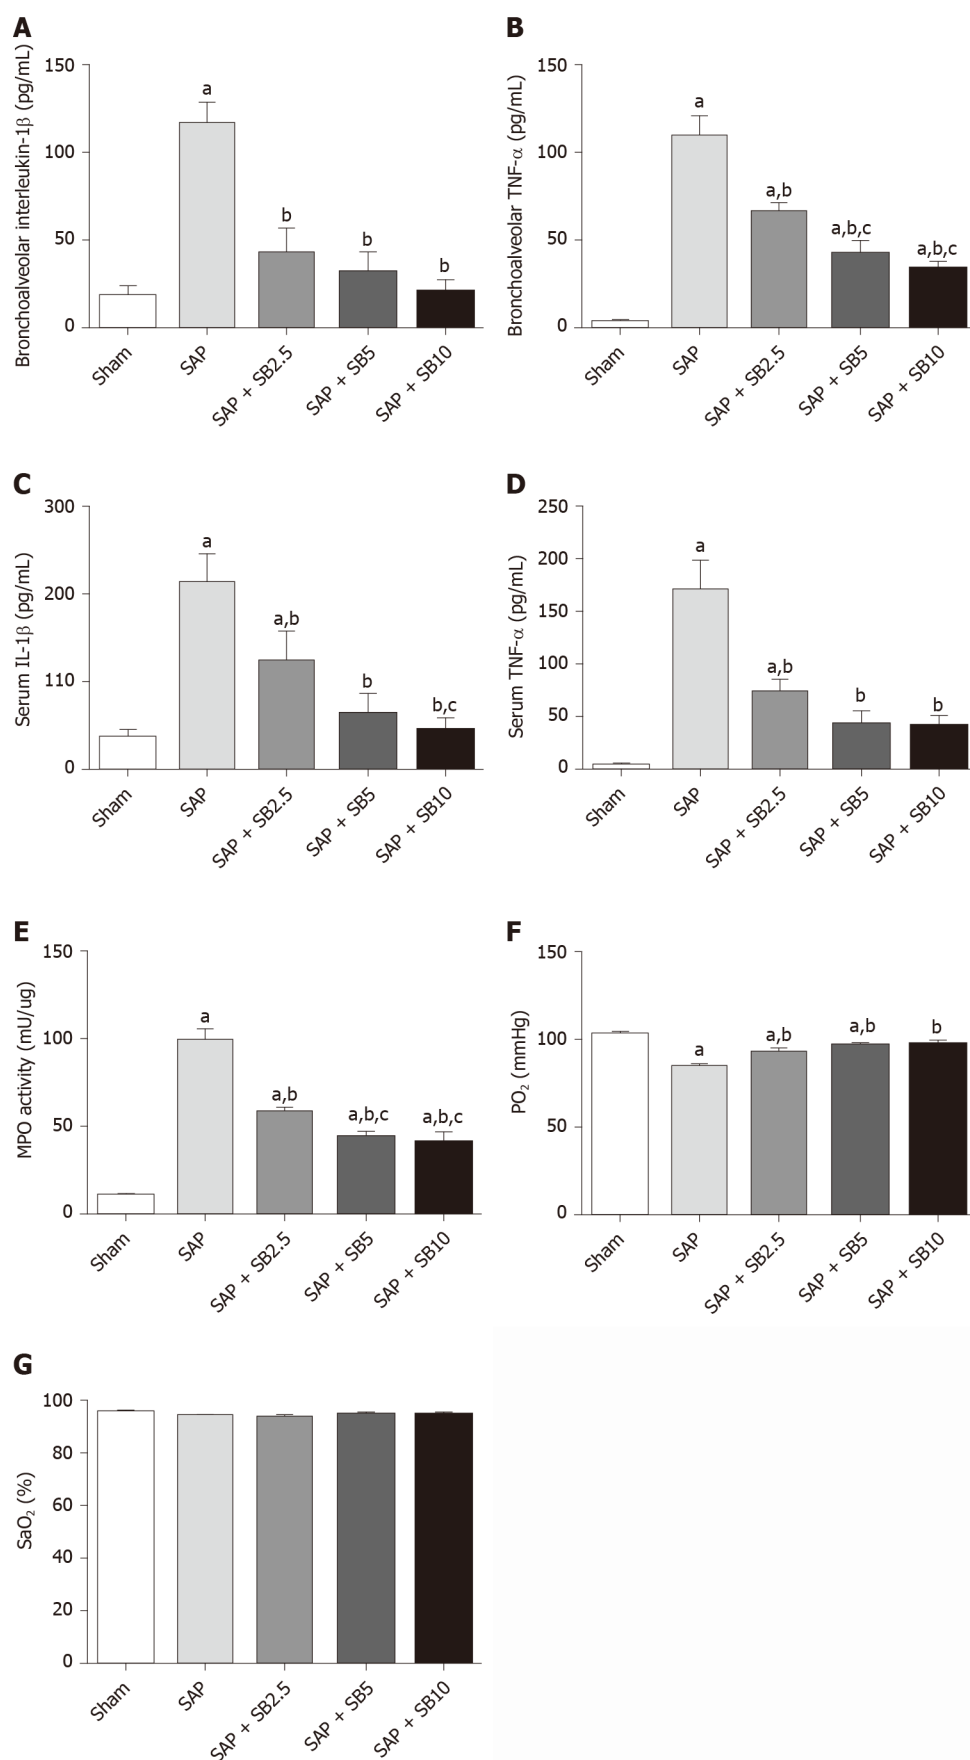 A
Bronchoalveolar interleukin-1β (pg/mL)
150
100
50
0
a
b
b
b
Sham
SAP
SAP + SB2.5
SAP + SB5
SAP + SB10
B
Bronchoalveolar TNF-α (pg/mL)
150
100
50
0
a
a,b
a,b,c
a,b,c
Sham
SAP
SAP + SB2.5
SAP + SB5
SAP + SB10
C
Serum IL-1β (pg/mL)
300
200
110
0
a
a,b
b
b,c
Sham
SAP
SAP + SB2.5
SAP + SB5
SAP + SB10
D
Serum TNF-α (pg/mL)
250
200
150
100
50
0
a
a,b
b
b
Sham
SAP
SAP + SB2.5
SAP + SB5
SAP + SB10
E
MPO activity (mU/ug)
150
100
50
0
a
a,b
a,b,c
a,b,c
Sham
SAP
SAP + SB2.5
SAP + SB5
SAP + SB10
F
PO₂ (mmHg)
150
100
50
0
a
a,b
a,b
b
Sham
SAP
SAP + SB2.5
SAP + SB5
SAP + SB10
G
SaO₂ (%)
100
80
60
40
20
0
Sham
SAP
SAP + SB2.5
SAP + SB5
SAP + SB10